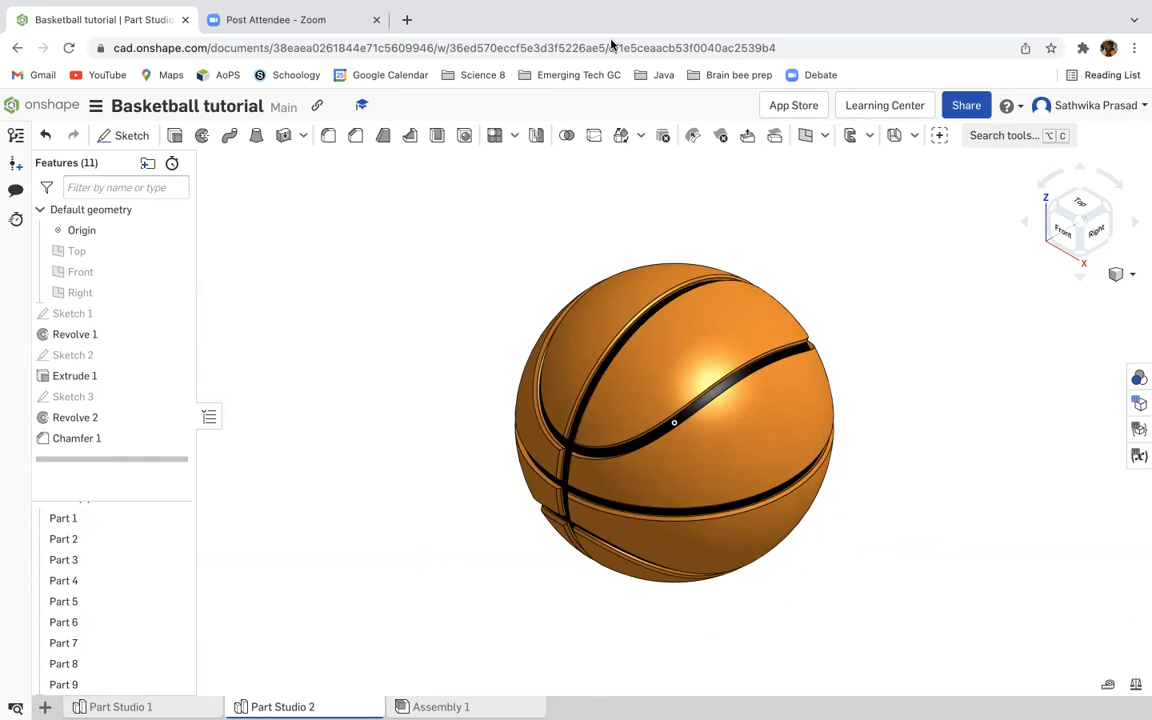 Basketball tutorial | Part Studio
Post Attendee - Zoom
cad.onshape.com/documents/38eaea0261844e71c5609946/w/36ed570eccf5e3d3f5226ae5/ 1e5ceaacb53f0040ac2539b4
Gmail YouTube Maps AoPS Schoology Google Calendar Science 8 Emerging Tech GC Java Brain bee prep Debate Reading List
onshape Basketball tutorial Main App Store Learning Center Share Sathwika Prasad
Sketch Search tools... ⌥ C
Features (11)
Filter by name or type
Default geometry
Origin
Top
Front
Right
Sketch 1
Revolve 1
Sketch 2
Extrude 1
Sketch 3
Revolve 2
Chamfer 1
Part 1
Part 2
Part 3
Part 4
Part 5
Part 6
Part 7
Part 8
Part 9
Z
Top
Front Right
X
Part Studio 1 Part Studio 2 Assembly 1